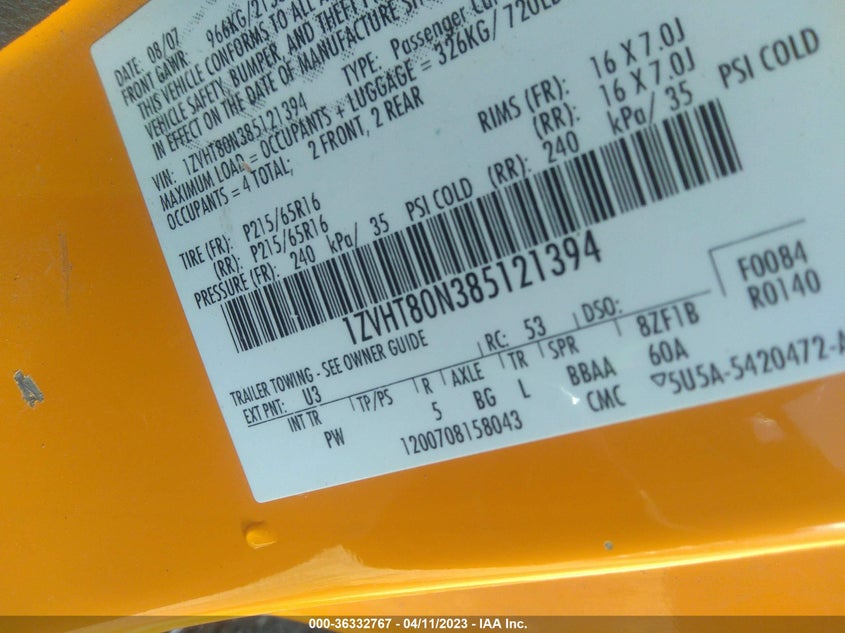 DATE: 08/07
FRONT GAWR: 966KG/
THIS VEHICLE CONFORMS TO ALL
VEHICLE SAFETY, BUMPER, AND THEFT
IN EFFECT ON THE DATE OF MANUFACTURE
VIN: 1ZVHT80N385121394 TYPE: Passenger
MAXIMUM LOAD = OCCUPANTS + LUGGAGE = 326KG/
OCCUPANTS = 4 TOTAL, 2 FRONT, 2 REAR
TIRE (FR): P215/65R16 RIMS (FR): 16 X 7.0J
(RR): P215/65R16 (RR): 16 X 7.0J
PRESSURE (FR): 240 kPa/ 35 PSI COLD (RR): 240 kPa/ 35 PSI COLD
1ZVHT80N385121394
F0084
R0140
TRAILER TOWING - SEE OWNER GUIDE
EXT PNT: U3 RC: 53 DSO:
INT TR TP/PS R AXLE TR SPR 8ZF1B
PW 5 BG L BBAA 60A
1200708158043 CMC ▽5U5A-5420472-A
000-36332767 - 04/11/2023 - IAA Inc.